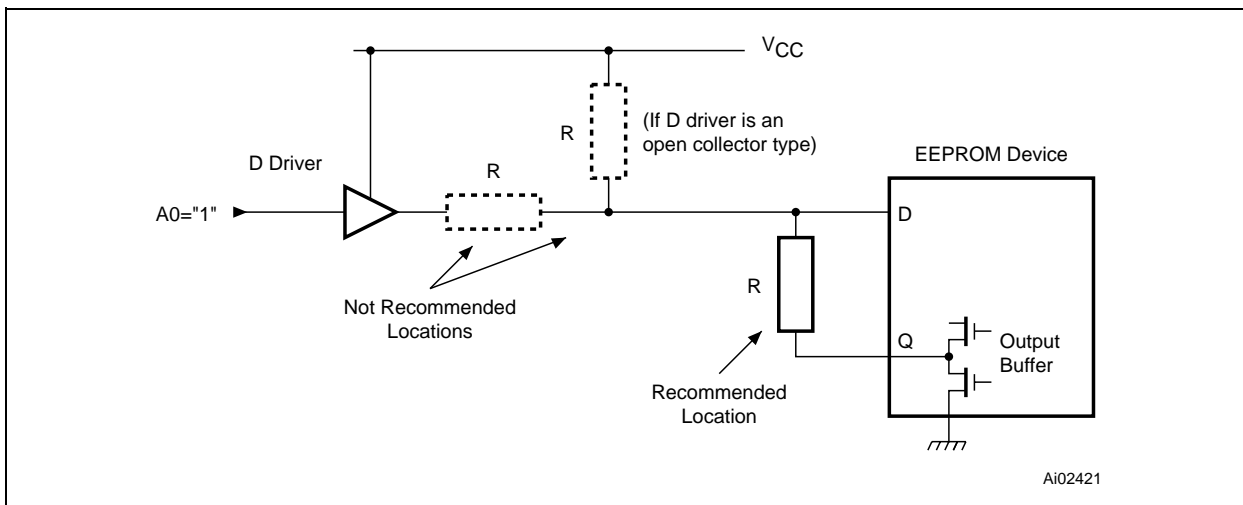 VCC
R
(If D driver is an
open collector type)
D Driver
R
EEPROM Device
A0="1"
D
Not Recommended
Locations
R
Q
Output
Buffer
Recommended
Location
Ai02421